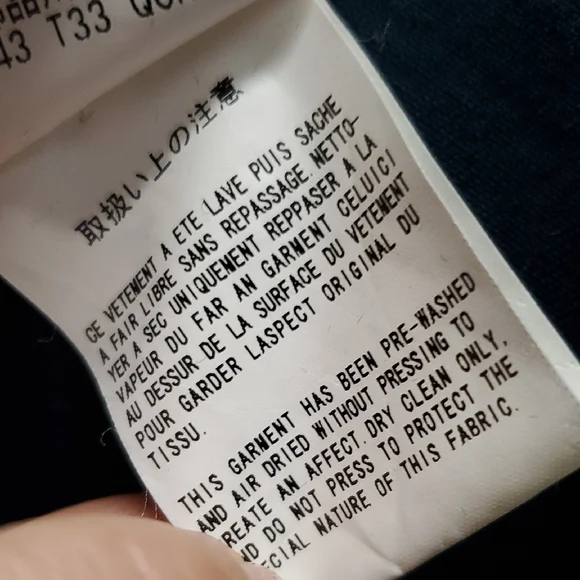 43 T33
取扱い上の注意
CE VETEMENT A ETE LAVE PUIS SACHE
A FAIR LIBRE SANS REPASSAGE. NETTO-
YER A SEC UNIQUEMENT REPPASER A LA
VAPEUR DU FAR AN GARMENT CELUICI
AU DESSUR DE LA SURFACE DU VETEMENT
POUR GARDER LASPECT ORIGINAL DU
TISSU.
THIS GARMENT HAS BEEN PRE-WASHED
AND AIR DRIED WITHOUT PRESSING TO
CREATE AN AFFECT. DRY CLEAN ONLY,
AND DO NOT PRESS TO PROTECT THE
SPECIAL NATURE OF THIS FABRIC.